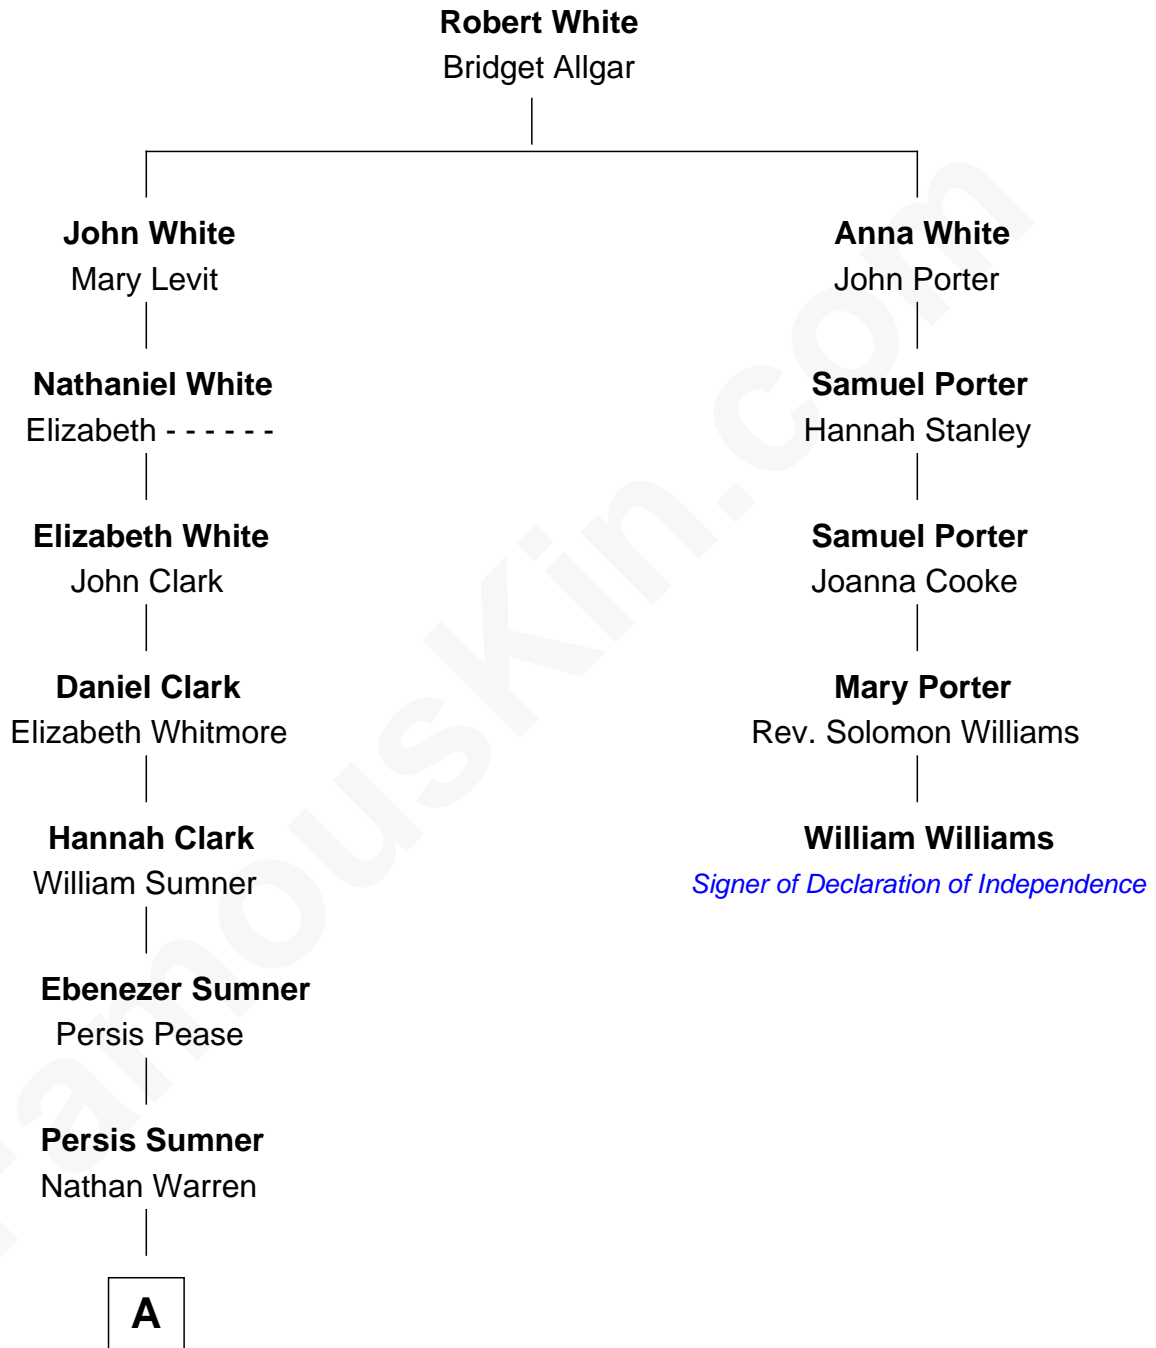 Robert White
Bridget Allgar
John White
Mary Levit
Anna White
John Porter
Nathaniel White
Elizabeth - - - - - -
Samuel Porter
Hannah Stanley
Elizabeth White
John Clark
Samuel Porter
Joanna Cooke
Daniel Clark
Elizabeth Whitmore
Mary Porter
Rev. Solomon Williams
Hannah Clark
William Sumner
William Williams
Signer of Declaration of Independence
Ebenezer Sumner
Persis Pease
Persis Sumner
Nathan Warren
A
FamousKin.com